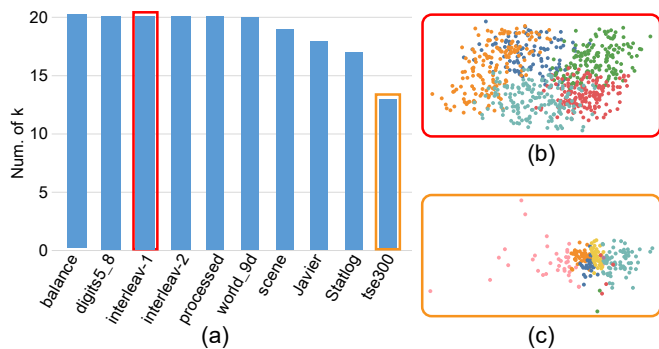 20
15
10
5
0
Num. of k
balance
digits5_8
interleav-1
interleav-2
processed
world_9d
scene
Javier
Statlog
tse300
(a)
(b)
(c)